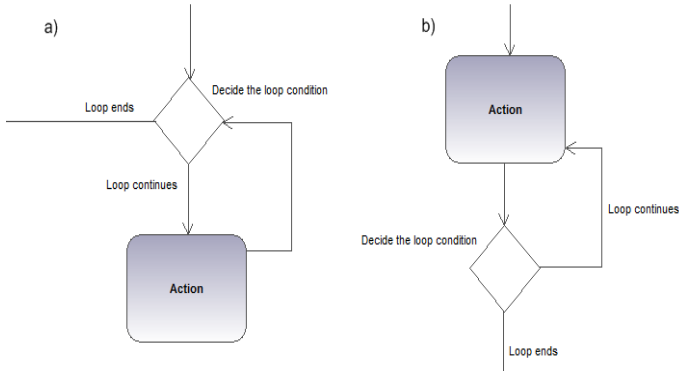 a)
Decide the loop condition
Loop ends
Loop continues
Action
b)
Action
Loop continues
Decide the loop condition
Loop ends